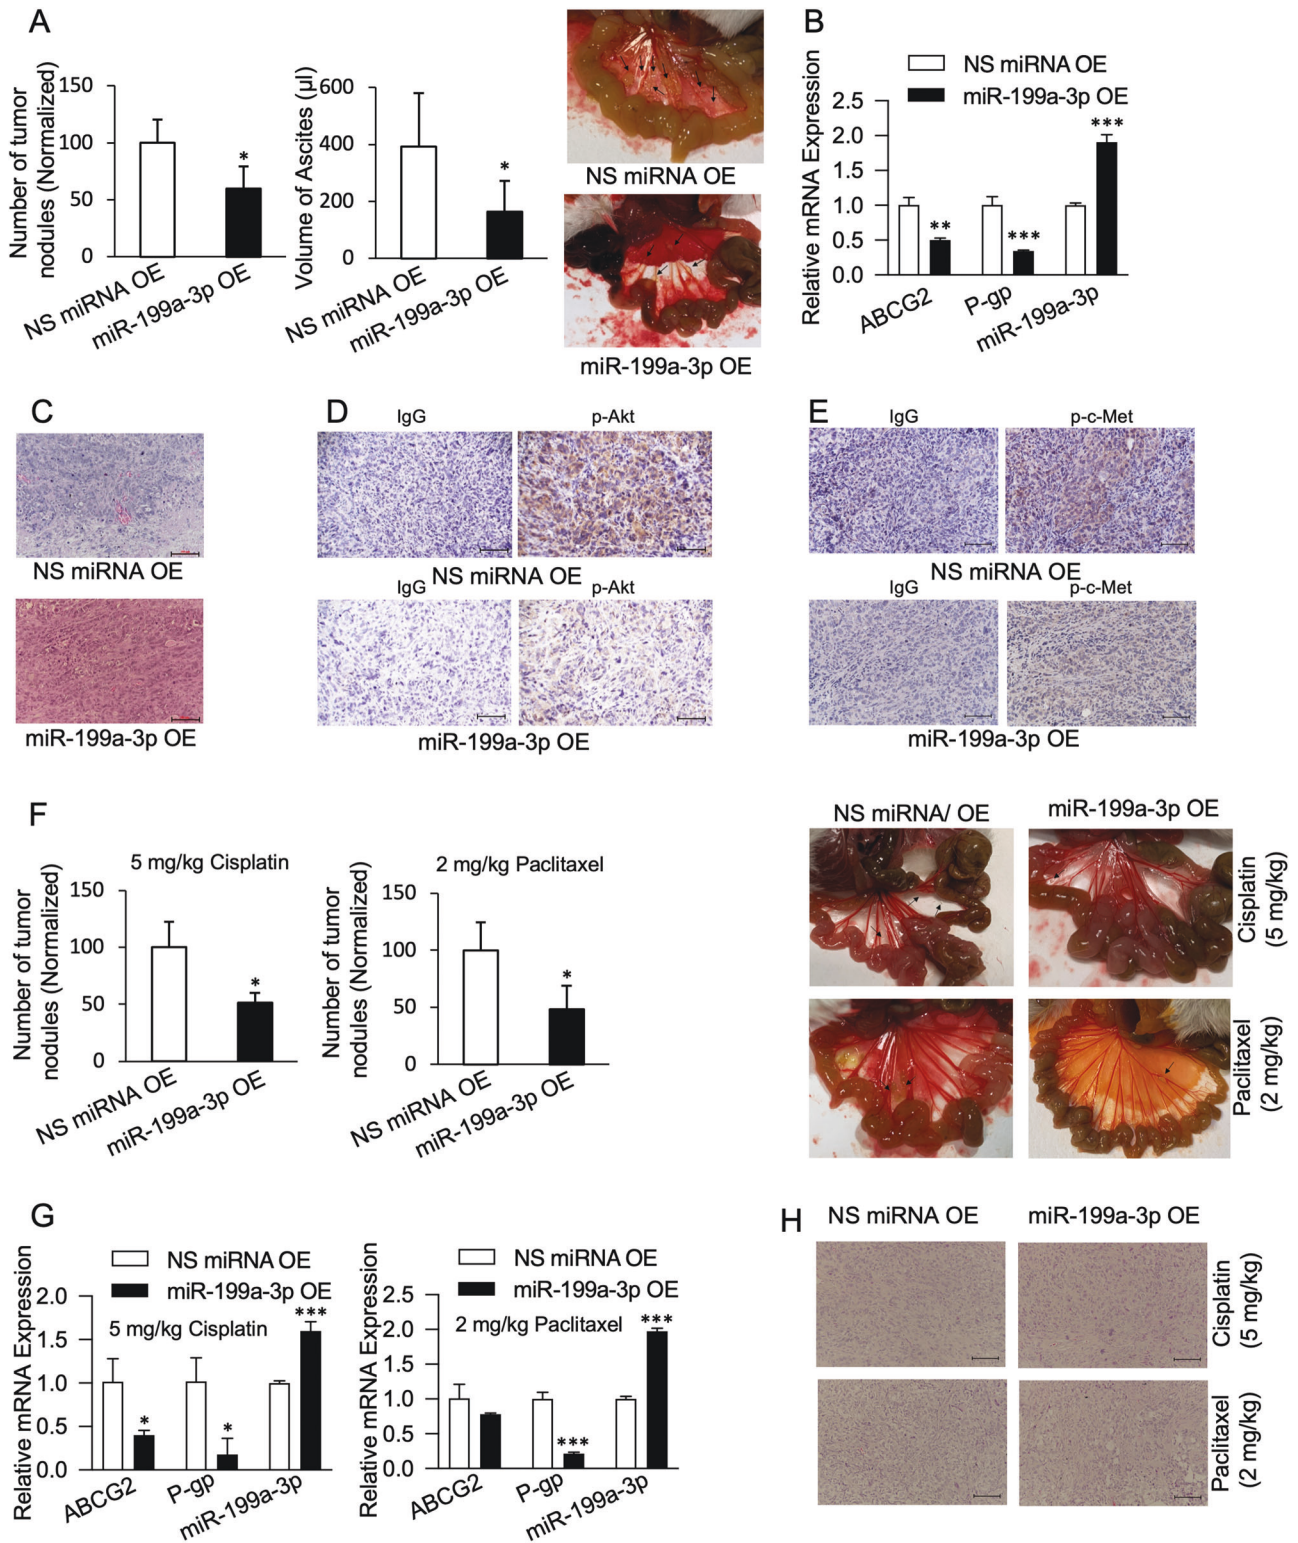 A
Number of tumor
nodules (Normalized)
150
100
50
0
*
NS miRNA OE
miR-199a-3p OE
Volume of Ascites (µl)
600
400
200
0
*
NS miRNA OE
miR-199a-3p OE
NS miRNA OE
miR-199a-3p OE
B
NS miRNA OE
miR-199a-3p OE
Relative mRNA Expression
2.5
2.0
1.5
1.0
0.5
0.0
**
***
***
ABCG2
P-gp
miR-199a-3p
C
NS miRNA OE
miR-199a-3p OE
D
IgG
p-Akt
NS miRNA OE
IgG
p-Akt
miR-199a-3p OE
E
IgG
p-c-Met
NS miRNA OE
IgG
p-c-Met
miR-199a-3p OE
F
5 mg/kg Cisplatin
Number of tumor
nodules (Normalized)
150
100
50
0
*
NS miRNA OE
miR-199a-3p OE
2 mg/kg Paclitaxel
Number of tumor
nodules (Normalized)
150
100
50
0
*
NS miRNA OE
miR-199a-3p OE
NS miRNA/ OE
miR-199a-3p OE
Cisplatin
(5 mg/kg)
Paclitaxel
(2 mg/kg)
G
NS miRNA OE
miR-199a-3p OE
5 mg/kg Cisplatin
Relative mRNA Expression
2.0
1.5
1.0
0.5
0.0
*
*
***
ABCG2
P-gp
miR-199a-3p
NS miRNA OE
miR-199a-3p OE
2 mg/kg Paclitaxel
Relative mRNA Expression
2.5
2.0
1.5
1.0
0.5
0.0
***
***
ABCG2
P-gp
miR-199a-3p
H
NS miRNA OE
miR-199a-3p OE
Cisplatin
(5 mg/kg)
Paclitaxel
(2 mg/kg)